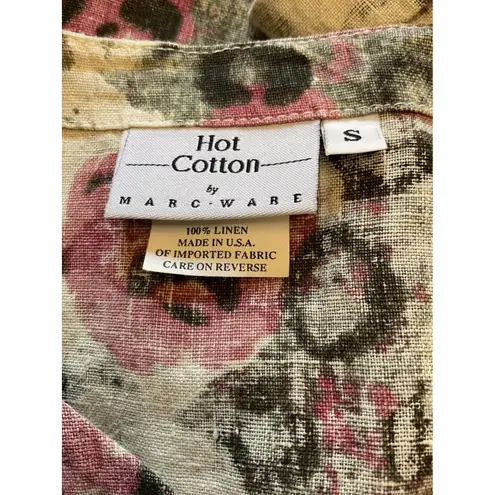 Hot
Cotton
by
MARC-WARE
S
100% LINEN
MADE IN U.S.A.
OF IMPORTED FABRIC
CARE ON REVERSE